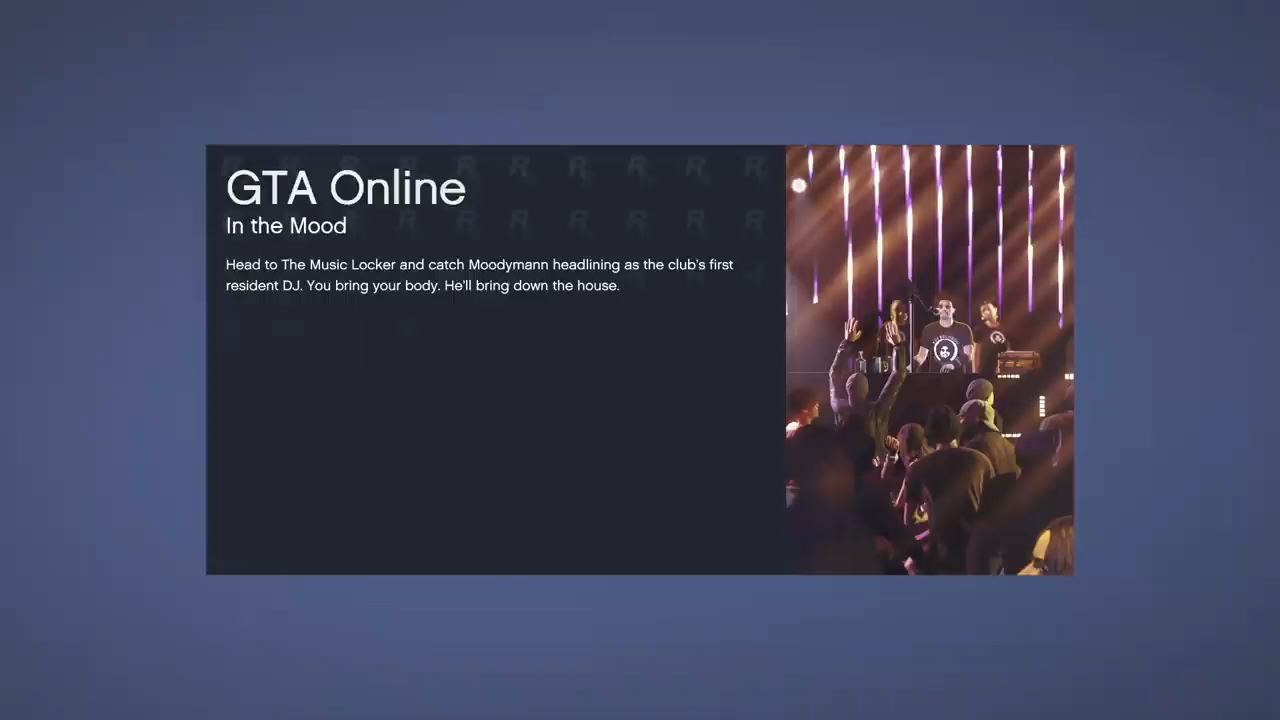 GTA Online
In the Mood
Head to The Music Locker and catch Moodymann headlining as the club's first
resident DJ. You bring your body. He'll bring down the house.